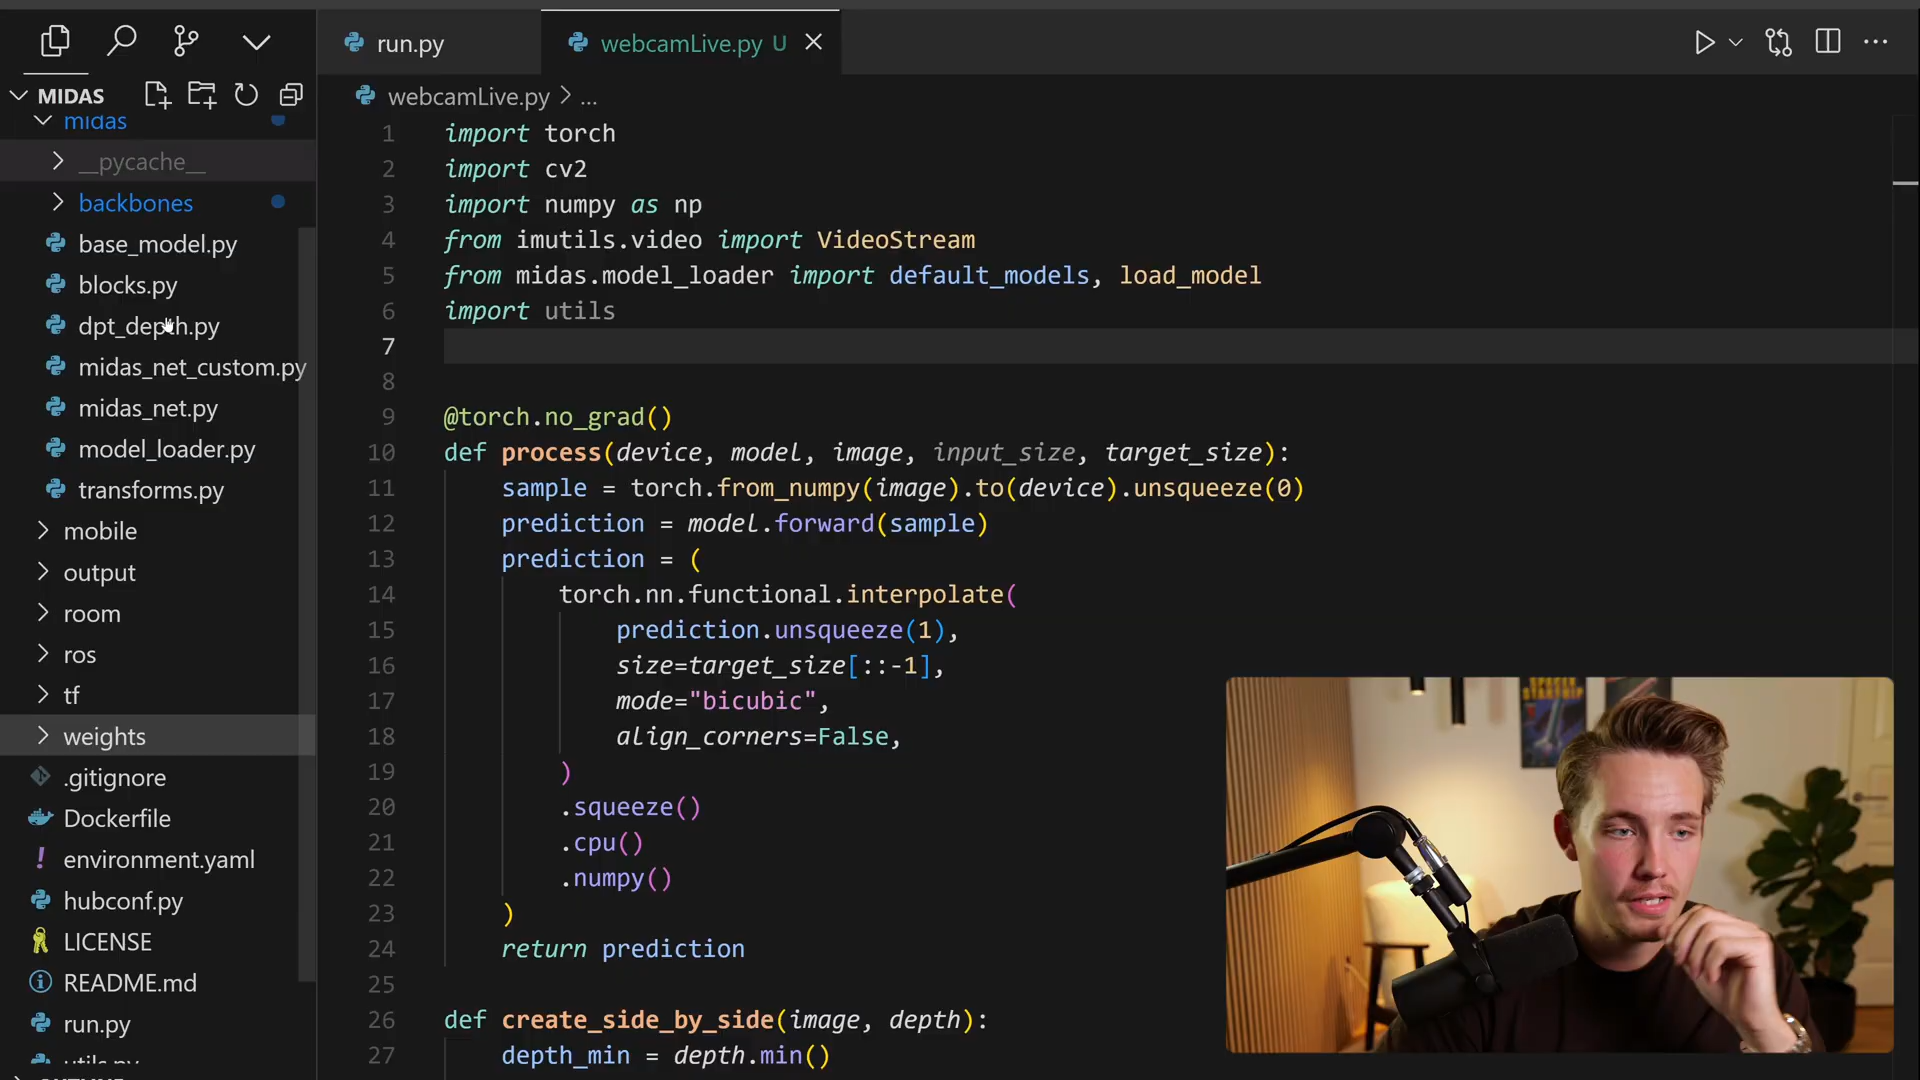 run.py
webcamLive.py U
MIDAS
midas
__pycache__
backbones
base_model.py
blocks.py
dpt_depth.py
midas_net_custom.py
midas_net.py
model_loader.py
transforms.py
mobile
output
room
ros
tf
weights
.gitignore
Dockerfile
environment.yaml
hubconf.py
LICENSE
README.md
run.py
utils.py
webcamLive.py > ...
1 import torch
2 import cv2
3 import numpy as np
4 from imutils.video import VideoStream
5 from midas.model_loader import default_models, load_model
6 import utils
7
8
9 @torch.no_grad()
10 def process(device, model, image, input_size, target_size):
11 sample = torch.from_numpy(image).to(device).unsqueeze(0)
12 prediction = model.forward(sample)
13 prediction = (
14 torch.nn.functional.interpolate(
15 prediction.unsqueeze(1),
16 size=target_size[::-1],
17 mode="bicubic",
18 align_corners=False,
19 )
20 .squeeze()
21 .cpu()
22 .numpy()
23 )
24 return prediction
25
26 def create_side_by_side(image, depth):
27 depth_min = depth.min()